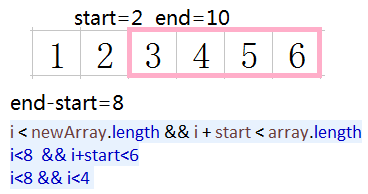 start=2 end=10
1 2 3 4 5 6
end-start=8
i < newArray.length && i + start < array.length
i<8 && i+start<6
i<8 && i<4